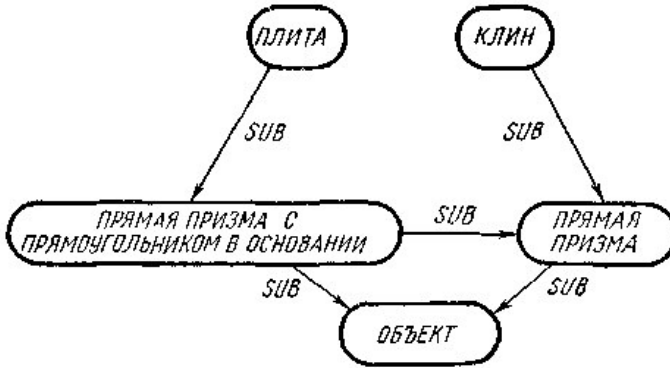 ПЛИТА
КЛИН
SUB
SUB
ПРЯМАЯ ПРИЗМА С
ПРЯМОУГОЛЬНИКОМ В ОСНОВАНИИ
SUB
ПРЯМАЯ
ПРИЗМА
SUB
SUB
ОБЪЕКТ